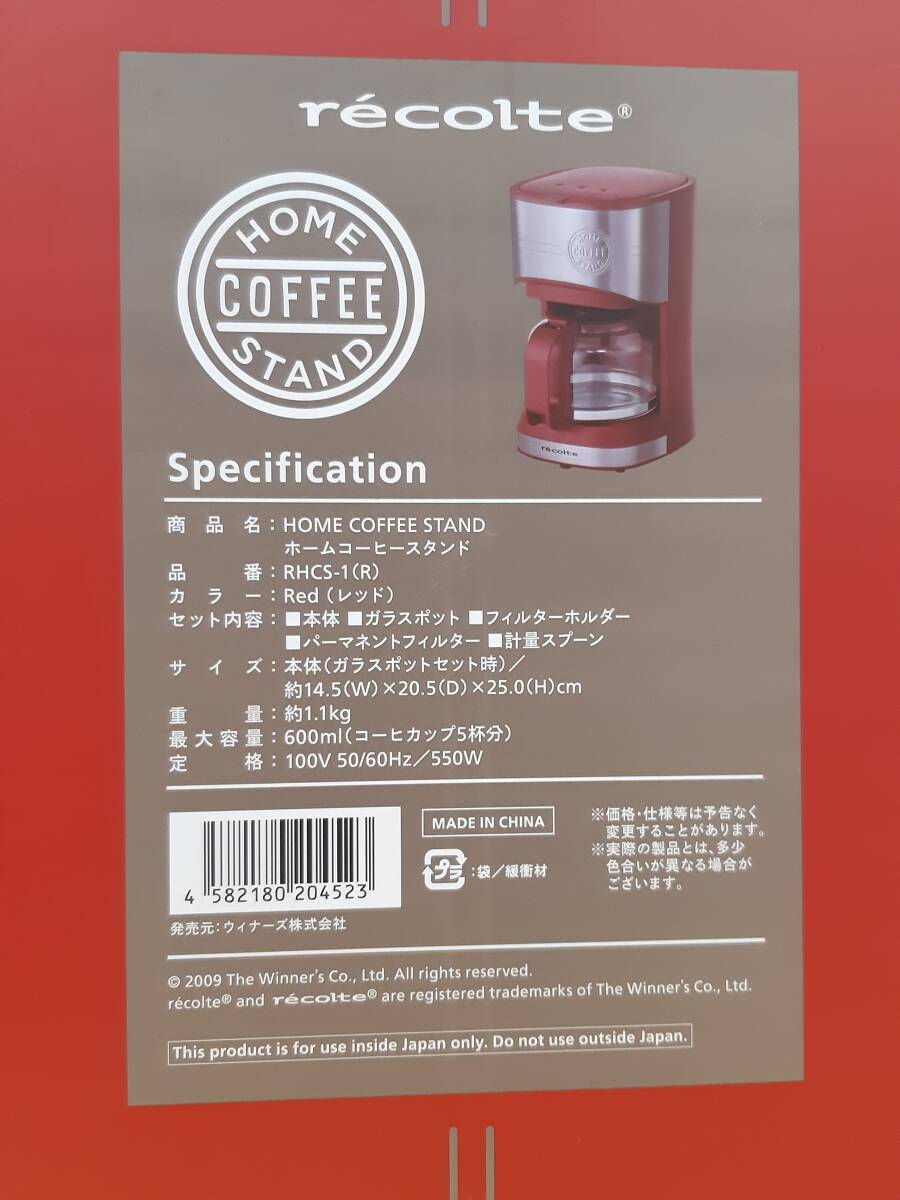 récolte®
HOME
COFFEE
STAND
HOME
COFFEE
STAND
récolte
Specification
商品名：HOME COFFEE STAND
ホームコーヒースタンド
品番：RHCS-1（R）
カラー：Red（レッド）
セット内容：■本体 ■ガラスポット ■フィルターホルダー
■パーマネントフィルター ■計量スプーン
サイズ：本体（ガラスポットセット時）／
約14.5(W)×20.5(D)×25.0(H)cm
重量：約1.1kg
最大容量：600ml（コーヒカップ5杯分）
定格：100V 50/60Hz／550W
4 582180 204523
MADE IN CHINA
プラ：袋／緩衝材
※価格・仕様等は予告なく
変更することがあります。
※実際の製品とは、多少
色合いが異なる場合が
ございます。
発売元：ウィナーズ株式会社
© 2009 The Winner's Co., Ltd. All rights reserved.
récolte® and récolte® are registered trademarks of The Winner's Co., Ltd.
This product is for use inside Japan only. Do not use outside Japan.